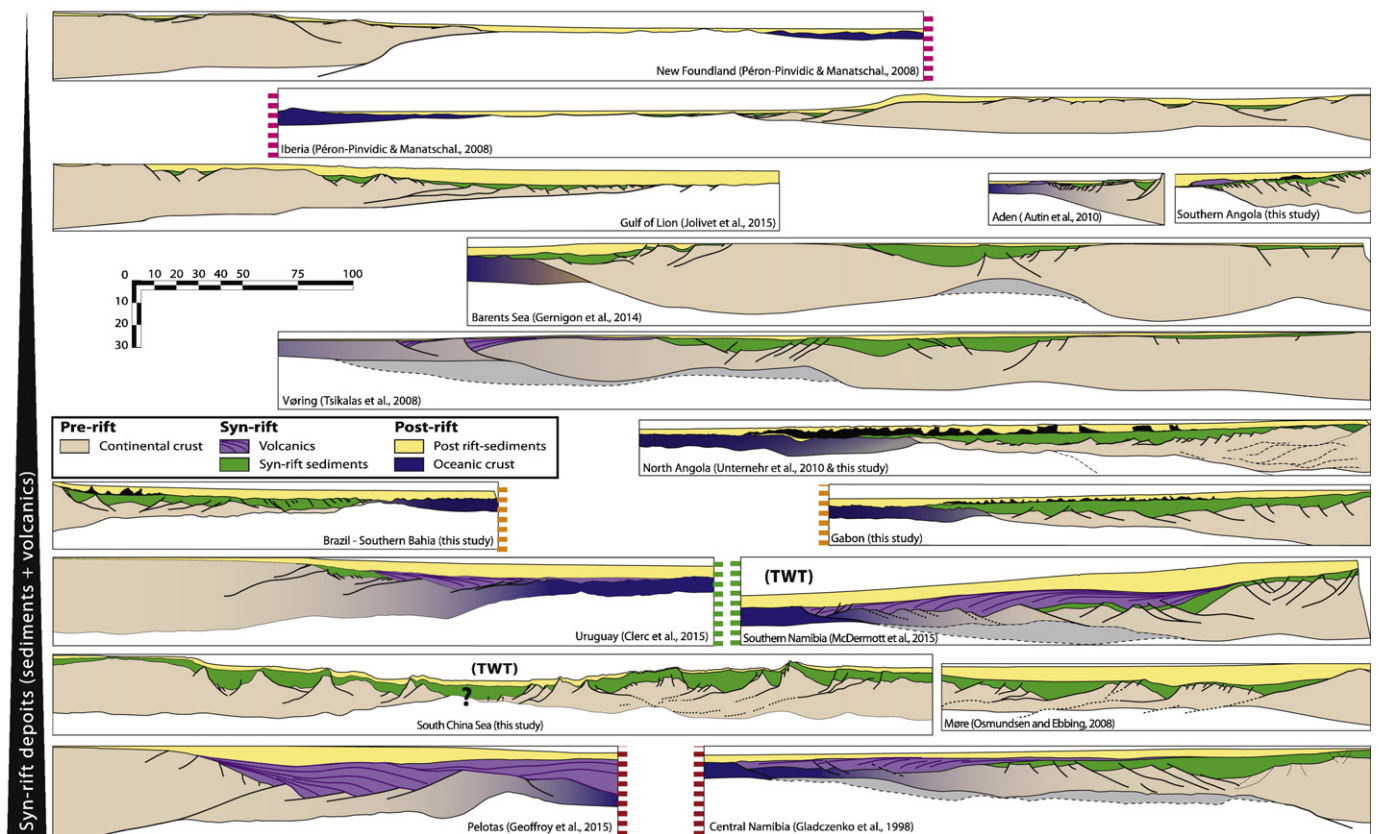 New Foundland (Péron-Pinvidic & Manatschal., 2008)
Iberia (Péron-Pinvidic & Manatschal., 2008)
Gulf of Lion (Jolivet et al., 2015)
Aden ( Autin et al., 2010)
Southern Angola (this study)
0 10 20 30 40 50 75 100
10
20
30
Barents Sea (Gernigon et al., 2014)
Vøring (Tsikalas et al., 2008)
Pre-rift Syn-rift Post-rift
Continental crust Volcanics Post rift-sediments
Syn-rift sediments Oceanic crust
North Angola (Unternehr et al., 2010 & this study)
Brazil - Southern Bahia (this study)
Gabon (this study)
Uruguay (Clerc et al., 2015)
(TWT)
Southern Namibia (McDermott et al., 2015)
(TWT)
?
South China Sea (this study)
Møre (Osmundsen and Ebbing, 2008)
Pelotas (Geoffroy et al., 2015)
Central Namibia (Gladczenko et al., 1998)
Syn-rift depoits (sediments + volcanics)